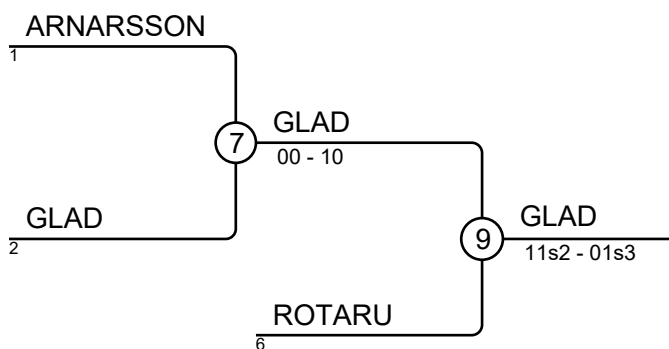 ARNARSSON
1
7
GLAD
00 - 10
GLAD
2
9
GLAD
11s2 - 01s3
ROTARU
6